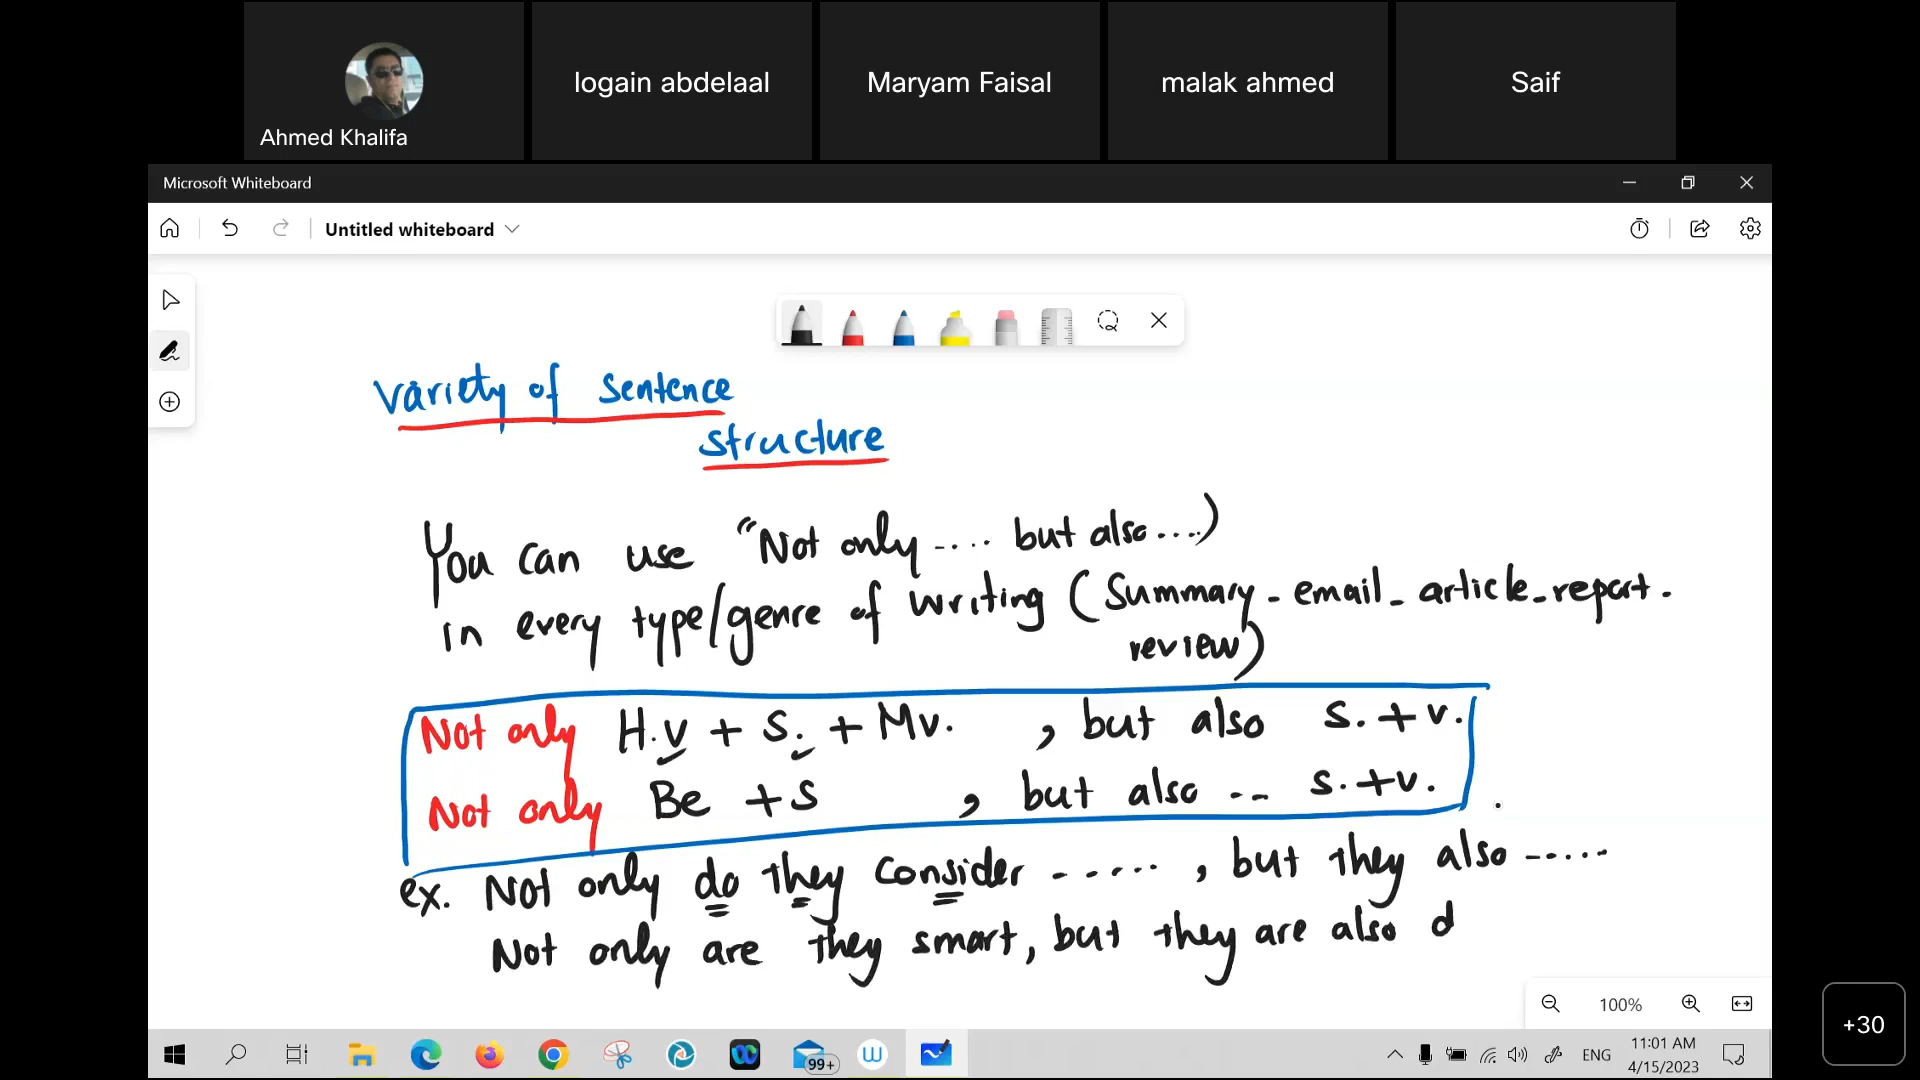 logain abdelaal
Maryam Faisal
malak ahmed
Saif
Ahmed Khalifa
Microsoft Whiteboard
Untitled whiteboard
Variety of sentence
structure
You can use "Not only .... but also ....)
in every type/genre of writing (Summary - email - article - report -
review)
Not only H.v + S. + Mv. , but also S. + v.
Not only Be + S , but also .. S. + v.
ex. Not only do they consider ...... , but they also ......
Not only are they smart, but they are also d
100%
+30
99+
ENG
11:01 AM
4/15/2023